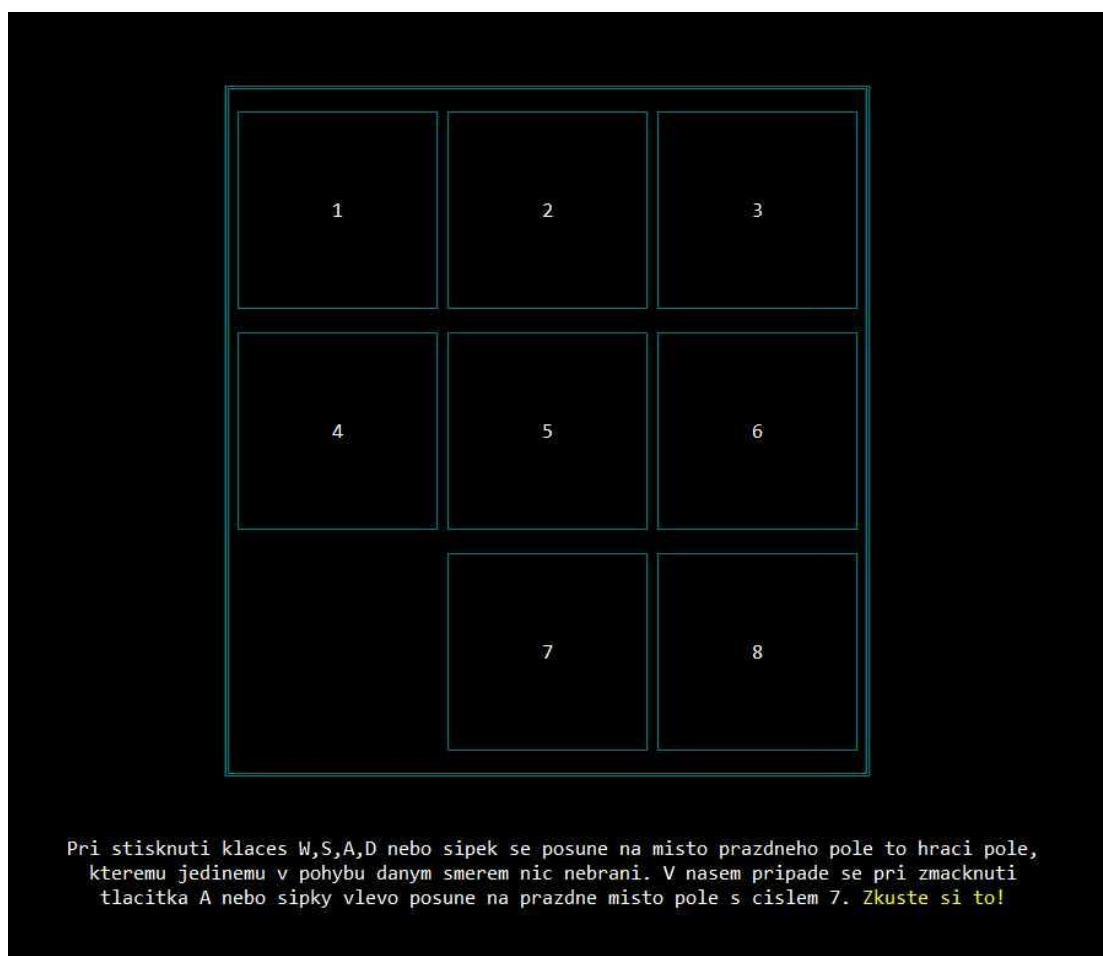 1 2 3
4 5 6
7 8
Pri stisknuti klaces W,S,A,D nebo sipek se posune na misto prazdneho pole to hraci pole,
kteremu jedinemu v pohybu danym smerem nic nebrani. V nasem pripade se pri zmacknuti
tlacitka A nebo sipky vlevo posune na prazdne misto pole s cislem 7. Zkuste si to!